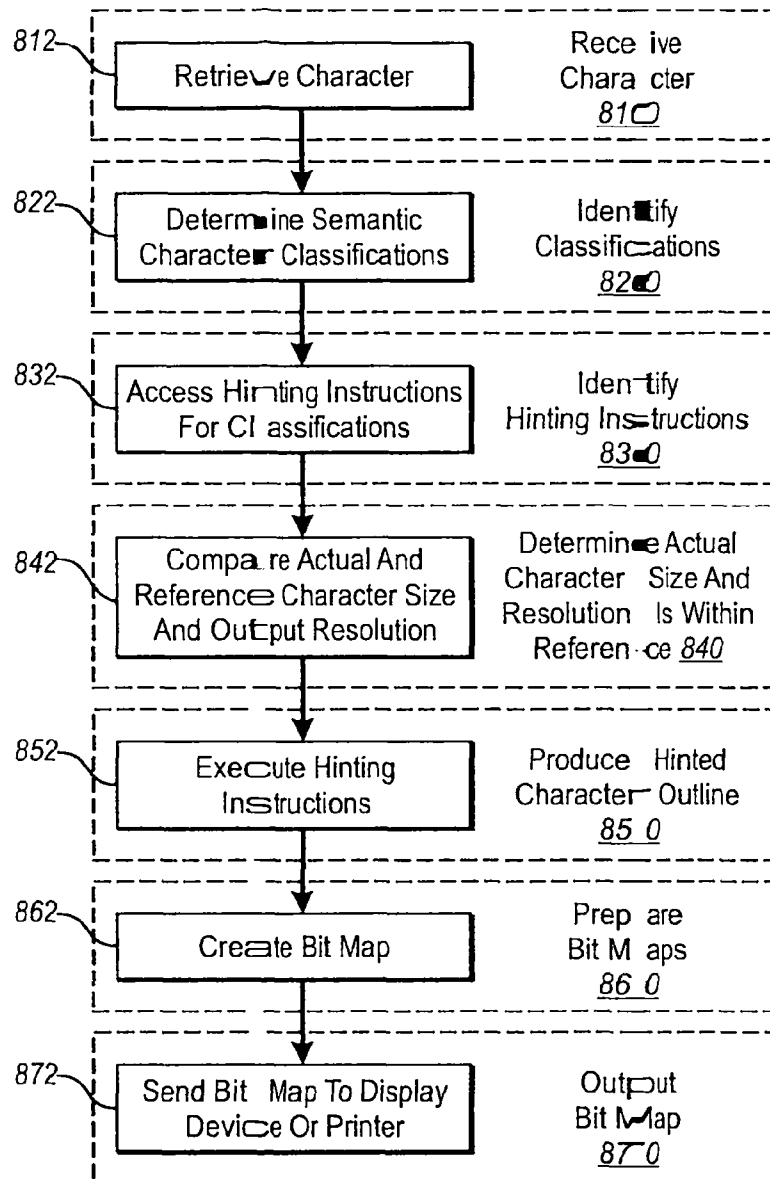 812
Retrieve Character
Receive
Character
810
822
Determine Semantic
Character Classifications
Identify
Classifications
820
832
Access Hinting Instructions
For Classifications
Identify
Hinting Instructions
830
842
Compare Actual And
Reference Character Size
And Output Resolution
Determine Actual
Character Size And
Resolution Is Within
Reference 840
852
Execute Hinting
Instructions
Produce Hinted
Character Outline
850
862
Create Bit Map
Prepare
Bit Maps
860
872
Send Bit Map To Display
Device Or Printer
Output
Bit Map
870